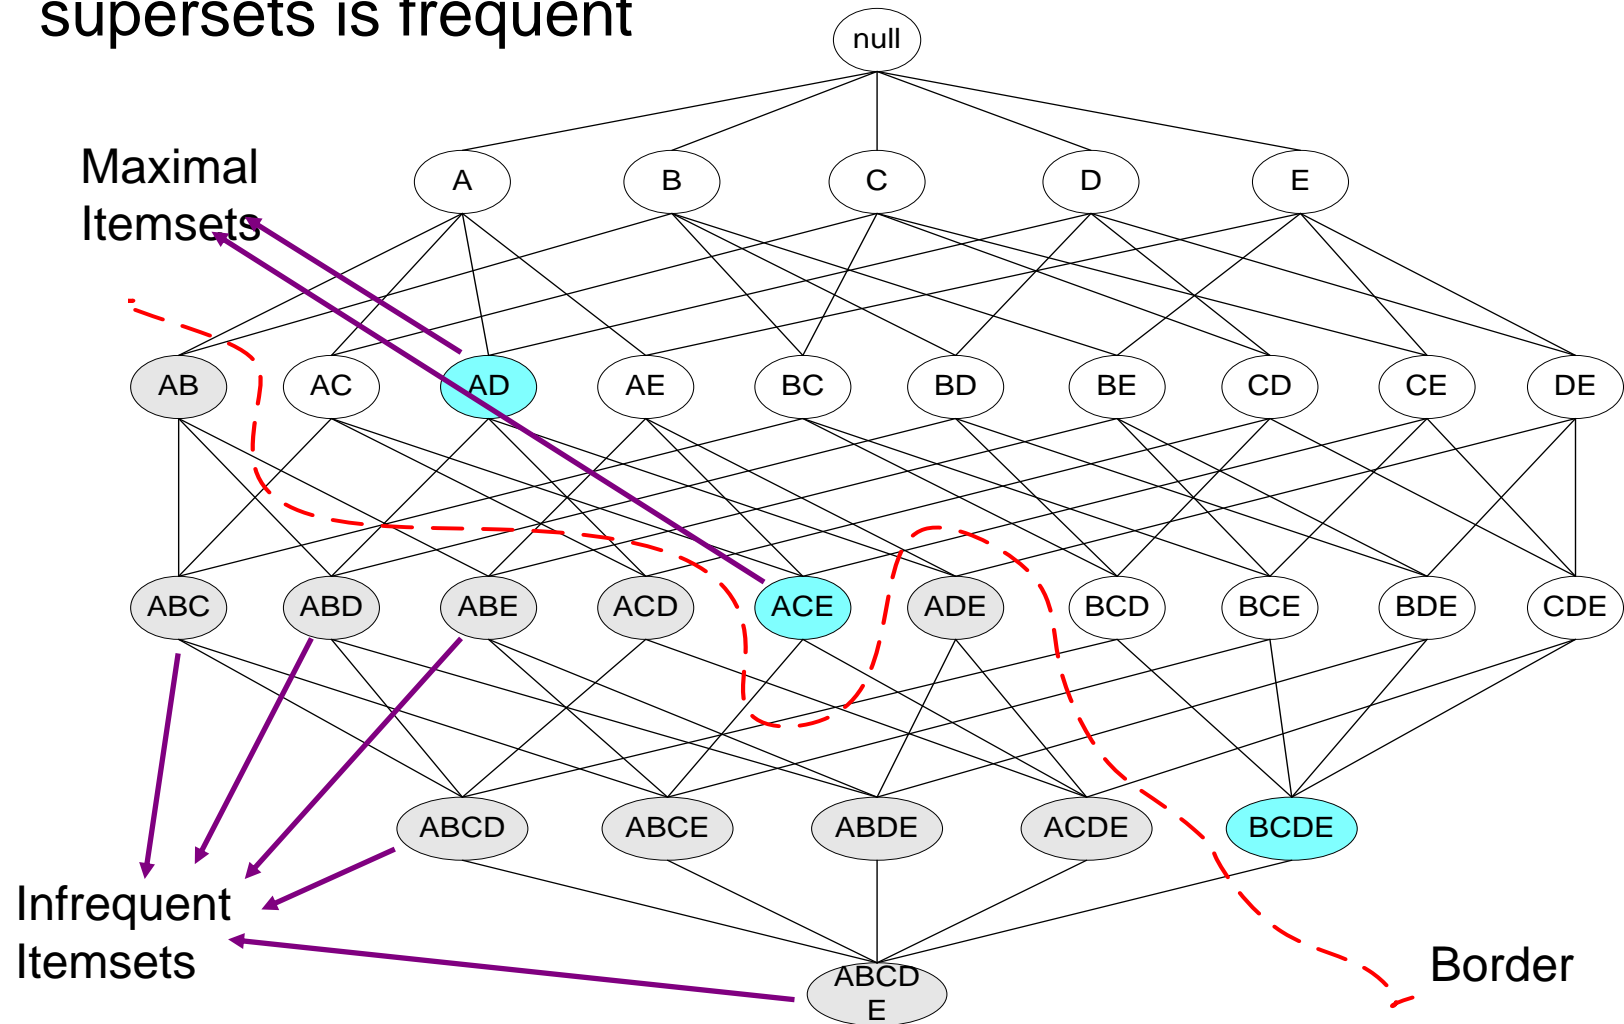 supersets is frequent
null
Maximal
Itemsets
A
B
C
D
E
AB
AC
AD
AE
BC
BD
BE
CD
CE
DE
ABC
ABD
ABE
ACD
ACE
ADE
BCD
BCE
BDE
CDE
ABCD
ABCE
ABDE
ACDE
BCDE
Infrequent
Itemsets
Border
ABCD
E